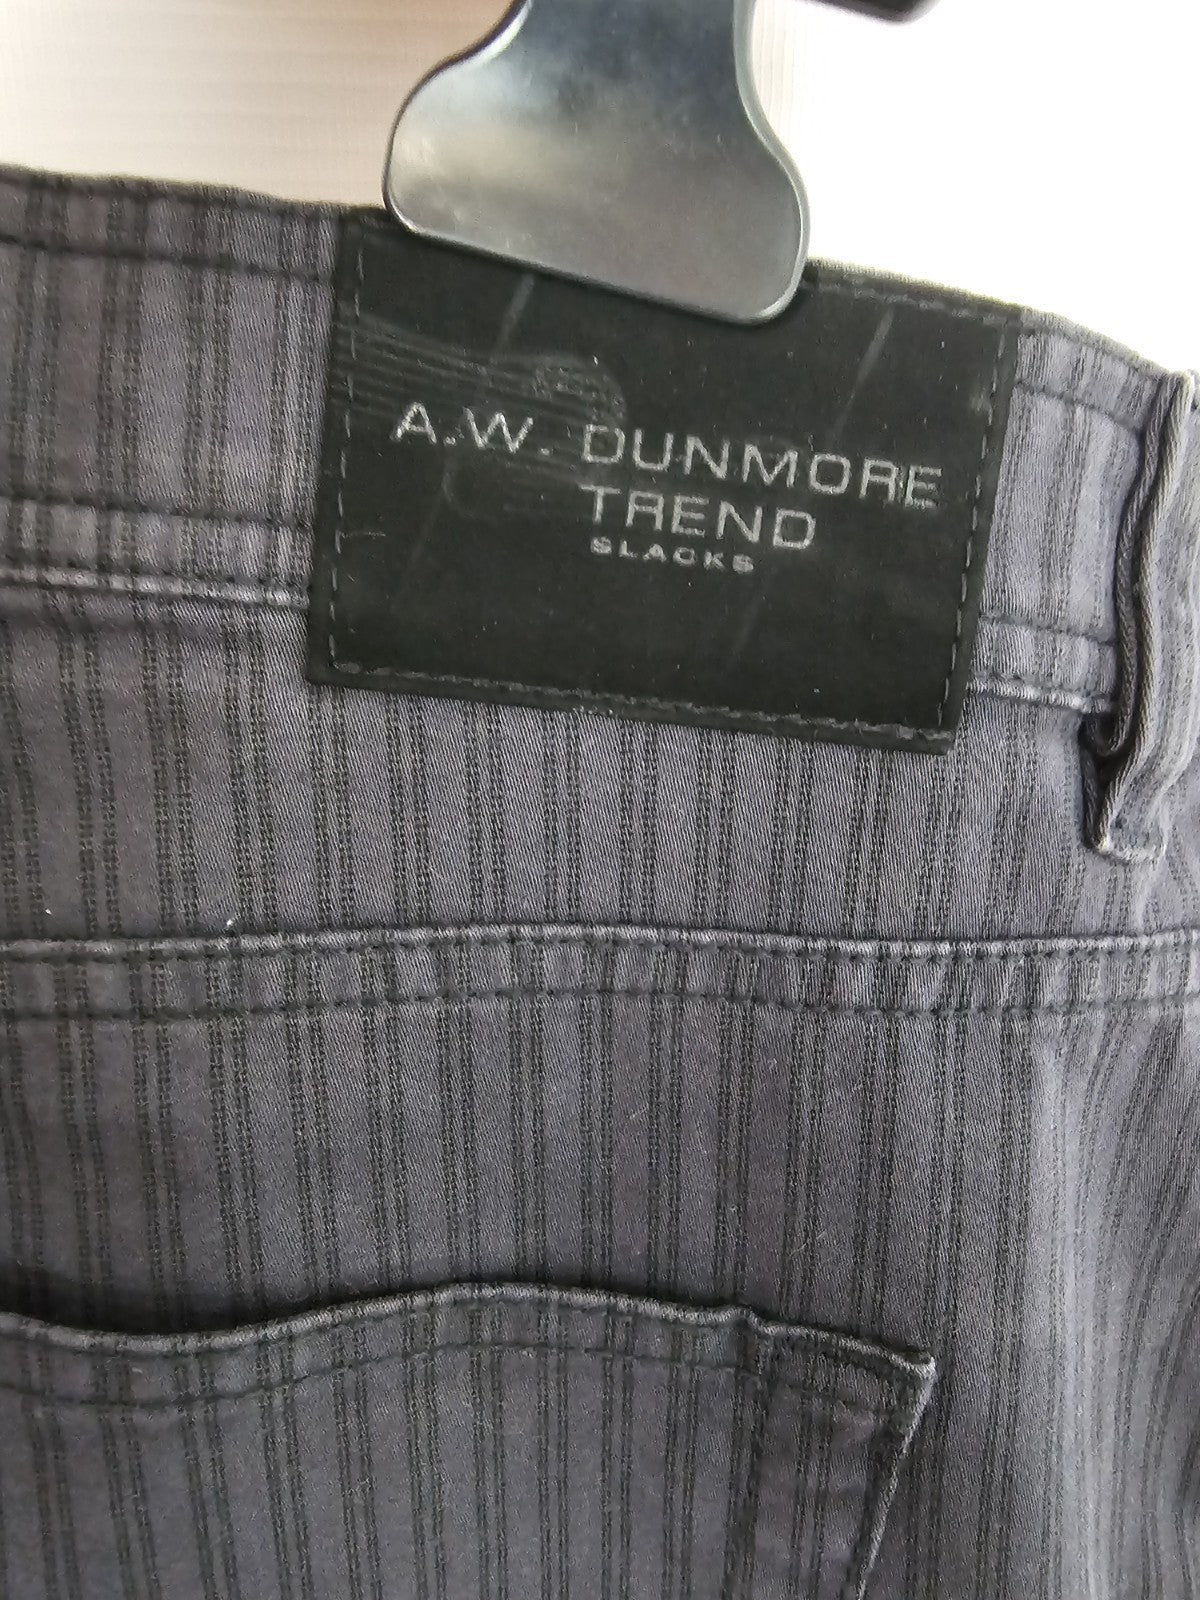 A.W. DUNMORE
TREND
SLACKS